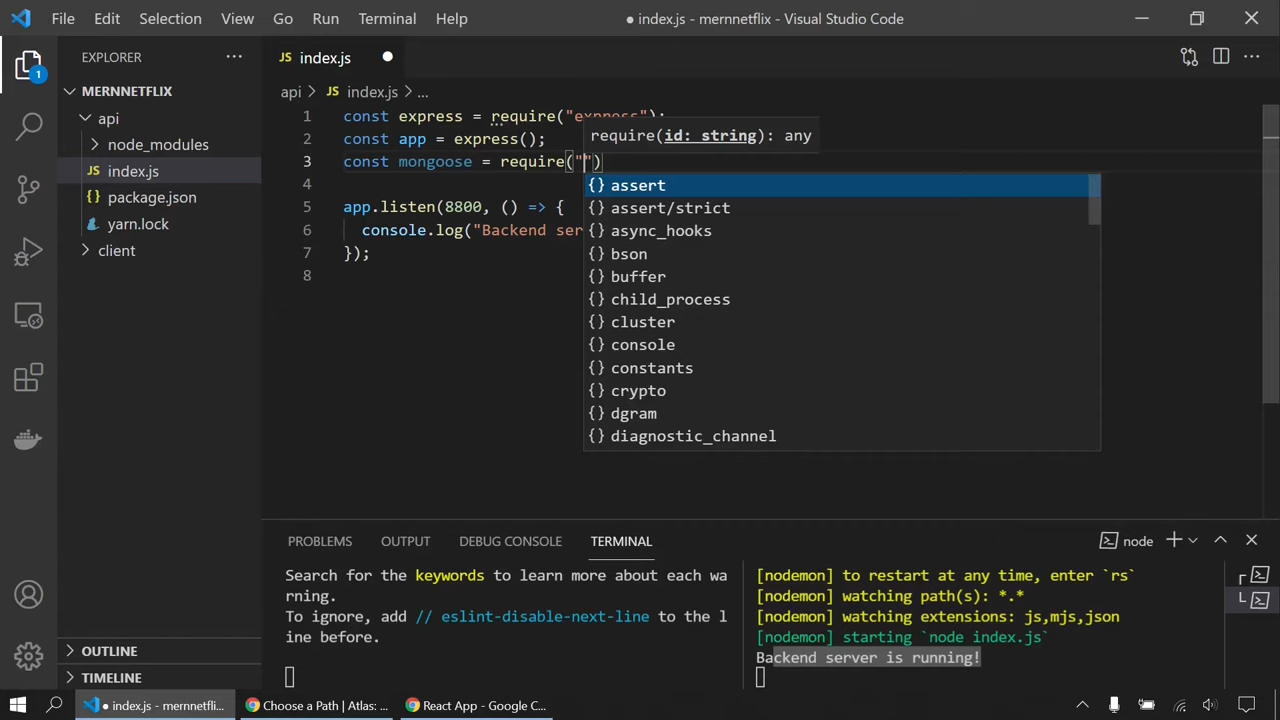 File Edit Selection View Go Run Terminal Help ● index.js - mernnetflix - Visual Studio Code
EXPLORER ...
JS index.js ●
MERNNETFLIX
api > JS index.js > ...
api
node_modules
JS index.js
{} package.json
yarn.lock
client
1 const express = require("express");
2 const app = express();
3 const mongoose = require("")
4
5 app.listen(8800, () => {
6 console.log("Backend ser
7 });
8
require(id: string): any
{} assert
{} assert/strict
{} async_hooks
{} bson
{} buffer
{} child_process
{} cluster
{} console
{} constants
{} crypto
{} dgram
{} diagnostic_channel
1
OUTLINE
TIMELINE
PROBLEMS OUTPUT DEBUG CONSOLE TERMINAL node
Search for the keywords to learn more about each wa
rning.
To ignore, add // eslint-disable-next-line to the l
ine before.
[nodemon] to restart at any time, enter `rs`
[nodemon] watching path(s): *.*
[nodemon] watching extensions: js,mjs,json
[nodemon] starting `node index.js`
Backend server is running!
● index.js - mernnetfli... Choose a Path | Atlas: ... React App - Google C...